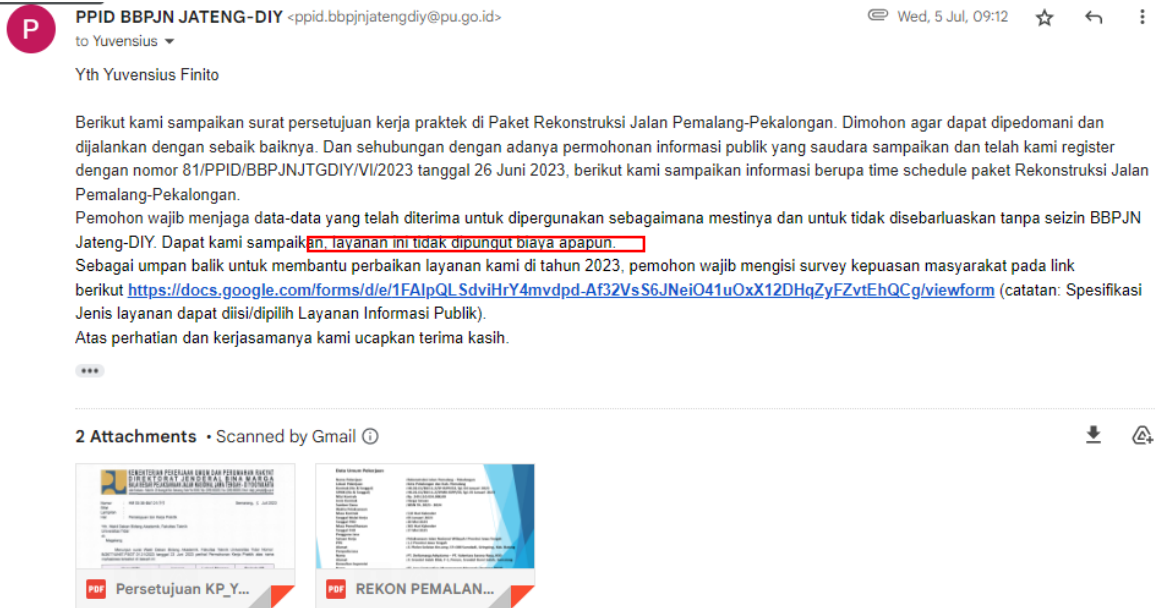 P
PPID BBPJN JATENG-DIY <ppid.bbpjnjatengdiy@pu.go.id>
Wed, 5 Jul, 09:12
to Yuvensius
Yth Yuvensius Finito
Berikut kami sampaikan surat persetujuan kerja praktek di Paket Rekonstruksi Jalan Pemalang-Pekalongan. Dimohon agar dapat dipedomani dan
dijalankan dengan sebaik baiknya. Dan sehubungan dengan adanya permohonan informasi publik yang saudara sampaikan dan telah kami register
dengan nomor 81/PPID/BBPJNJTGDIY/VI/2023 tanggal 26 Juni 2023, berikut kami sampaikan informasi berupa time schedule paket Rekonstruksi Jalan
Pemalang-Pekalongan.
Pemohon wajib menjaga data-data yang telah diterima untuk dipergunakan sebagaimana mestinya dan untuk tidak disebarluaskan tanpa seizin BBPJN
Jateng-DIY. Dapat kami sampaikan, layanan ini tidak dipungut biaya apapun.
Sebagai umpan balik untuk membantu perbaikan layanan kami di tahun 2023, pemohon wajib mengisi survey kepuasan masyarakat pada link
berikut https://docs.google.com/forms/d/e/1FAIpQLSdviHrY4mvdpd-Af32VsS6JNeiO41uOxX12DHqZyFZvtEhQCg/viewform (catatan: Spesifikasi
Jenis layanan dapat diisi/dipilih Layanan Informasi Publik).
Atas perhatian dan kerjasamanya kami ucapkan terima kasih.
2 Attachments • Scanned by Gmail
KEMENTERIAN PEKERJAAN UMUM DAN PERUMAHAN RAKYAT
DIREKTORAT JENDERAL BINA MARGA
Data Umum Pekerjaan
PDF Persetujuan KP_Y...
PDF REKON PEMALAN...